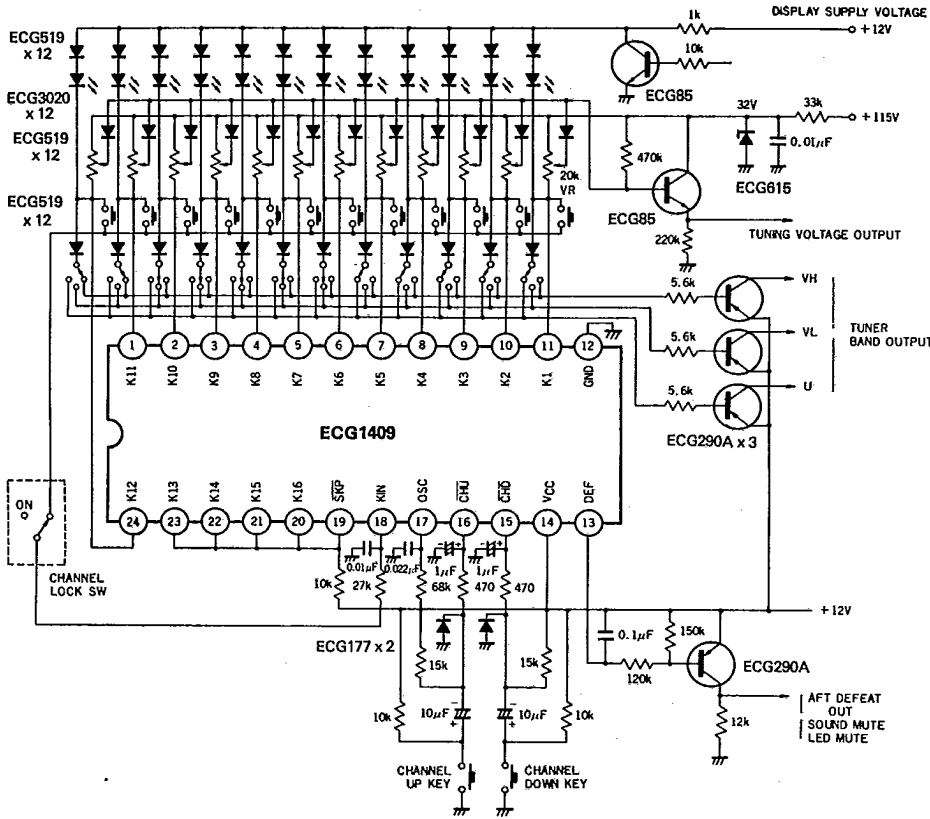 DISPLAY SUPPLY VOLTAGE
1k
+12V
ECG519
x 12
10k
ECG85
ECG3020
x 12
32V
33k
+115V
ECG519
x 12
470k
0.01µF
20k
VR
ECG615
ECG519
x 12
ECG85
TUNING VOLTAGE OUTPUT
220k
5.6k
VH
5.6k
VL
TUNER
BAND OUTPUT
5.6k
U
ECG290A x 3
1 2 3 4 5 6 7 8 9 10 11 12
K11 K10 K9 K8 K7 K6 K5 K4 K3 K2 K1 GND
ECG1409
K12 K13 K14 K15 K16 SKP KIN OSC CHU CHD VCC DEF
24 23 22 21 20 19 18 17 16 15 14 13
ON
CHANNEL
LOCK SW
0.01µF
0.022µF
- +
- +
1µF
1µF
10k
27k
68k
470
470
+12V
ECG177 x 2
0.1µF
150k
ECG290A
15k
15k
120k
AFT DEFEAT
OUT
SOUND MUTE
LED MUTE
12k
10k
10µF
-
+
-
+
10µF
10k
CHANNEL
UP KEY
CHANNEL
DOWN KEY